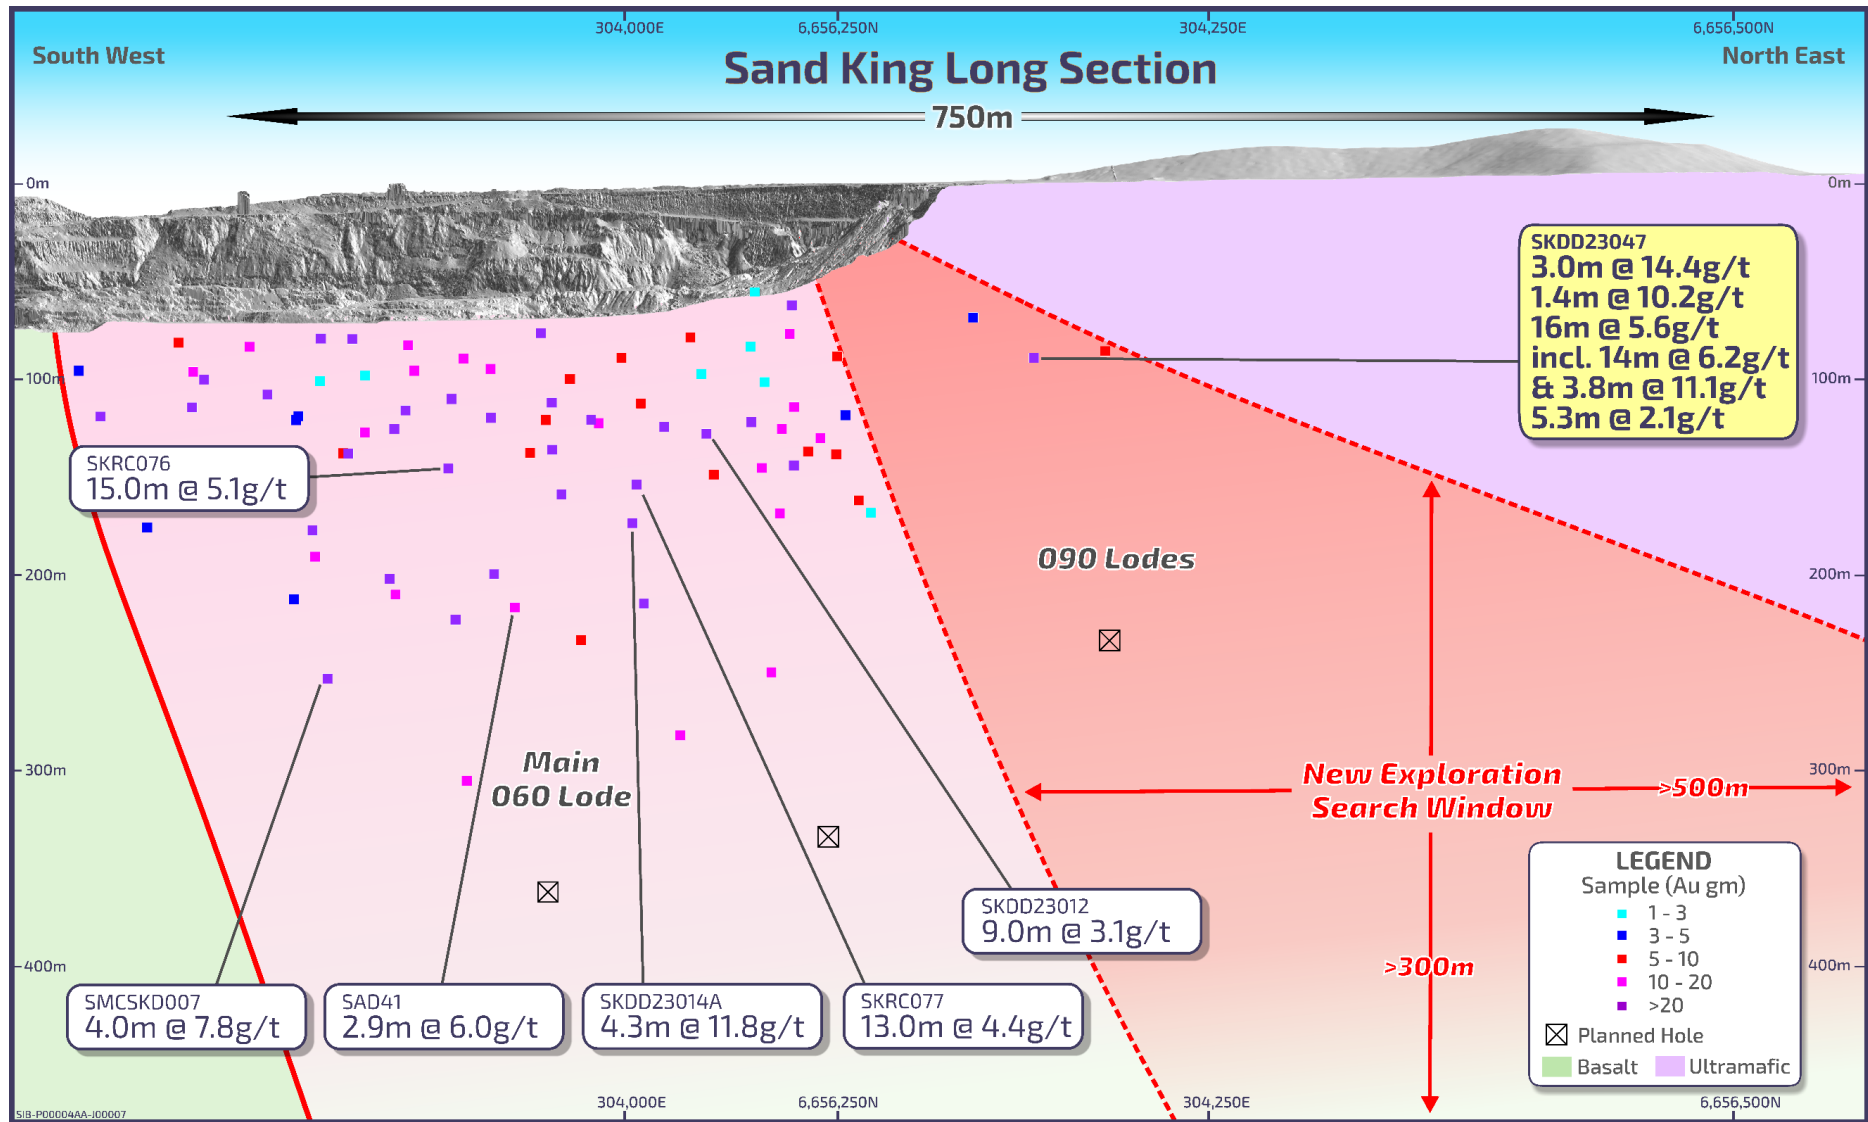 304,000E
6,656,250N
304,250E
6,656,500N
South West
Sand King Long Section
North East
750m
0m
0m
SKDD23047
3.0m @ 14.4g/t
1.4m @ 10.2g/t
16m @ 5.6g/t
incl. 14m @ 6.2g/t
& 3.8m @ 11.1g/t
5.3m @ 2.1g/t
100m
100m
SKRC076
15.0m @ 5.1g/t
090 Lodes
200m
200m
Main
060 Lode
300m
300m
New Exploration
Search Window
>500m
>300m
SKDD23012
9.0m @ 3.1g/t
400m
400m
SMCSKD007
4.0m @ 7.8g/t
SAD41
2.9m @ 6.0g/t
SKDD23014A
4.3m @ 11.8g/t
SKRC077
13.0m @ 4.4g/t
LEGEND
Sample (Au gm)
1 - 3
3 - 5
5 - 10
10 - 20
>20
Planned Hole
Basalt
Ultramafic
304,000E
6,656,250N
304,250E
6,656,500N
SIB-P00004AA-J00007